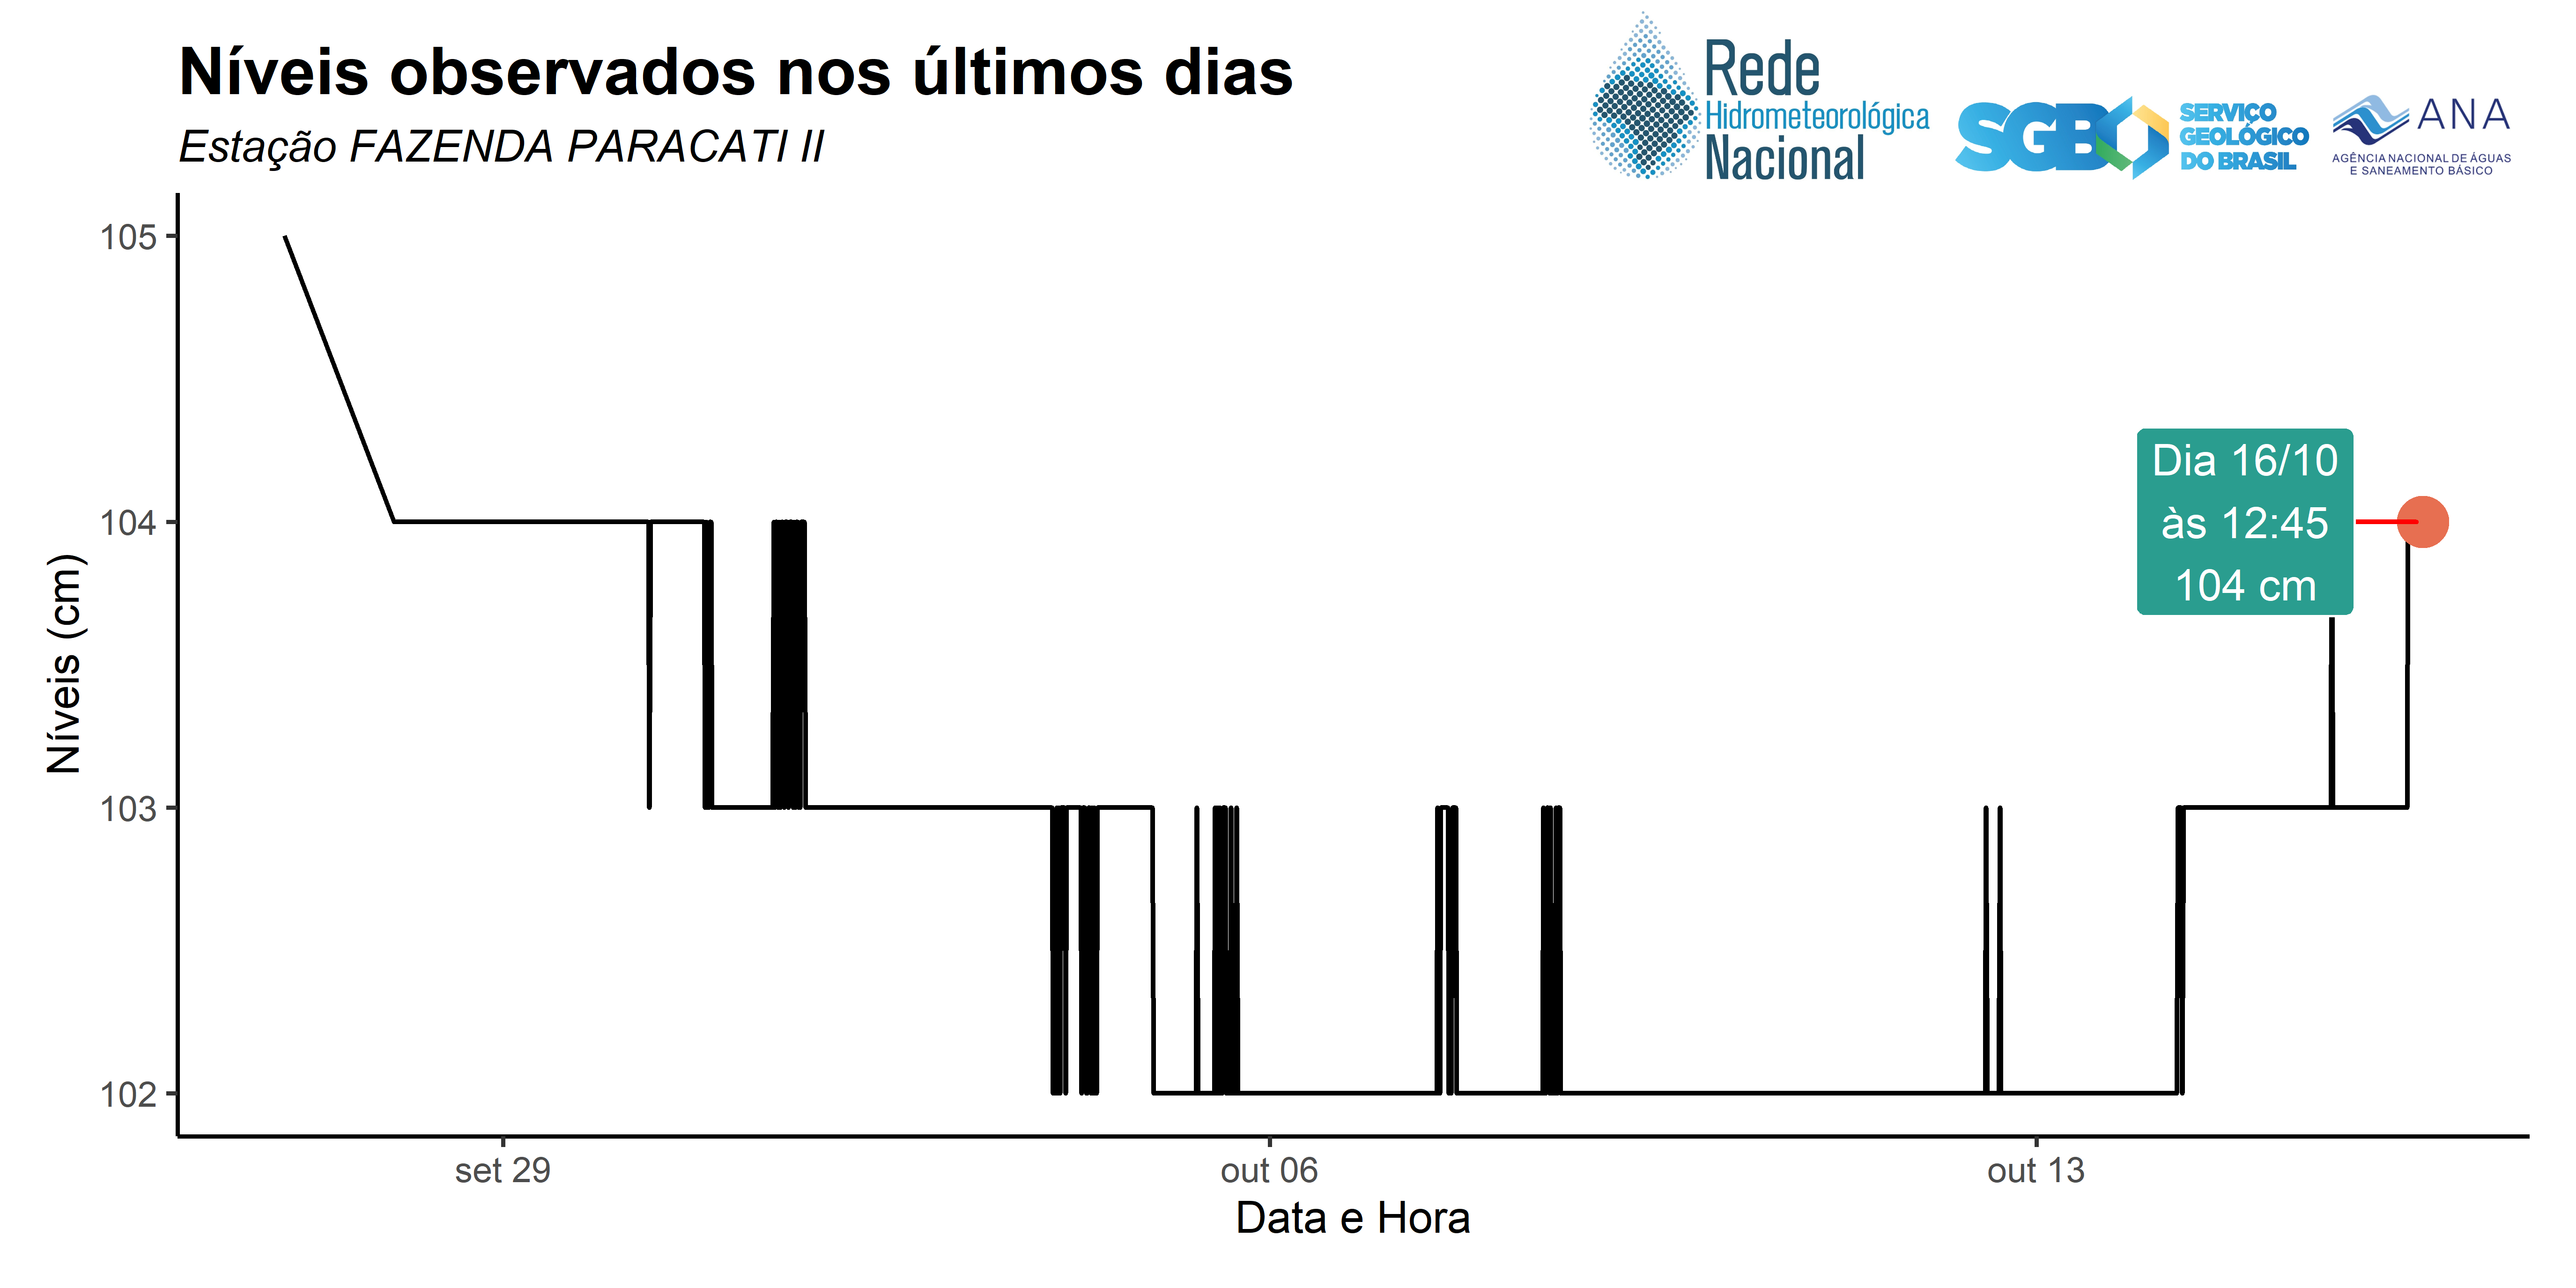 Níveis observados nos últimos dias
Estação FAZENDA PARACATI II
Rede
Hidrometeorológica
Nacional
SGB
SERVIÇO
GEOLÓGICO
DO BRASIL
ANA
AGÊNCIA NACIONAL DE ÁGUAS
E SANEAMENTO BÁSICO
Níveis (cm)
105
104
103
102
Dia 16/10
às 12:45
104 cm
set 29
out 06
out 13
Data e Hora